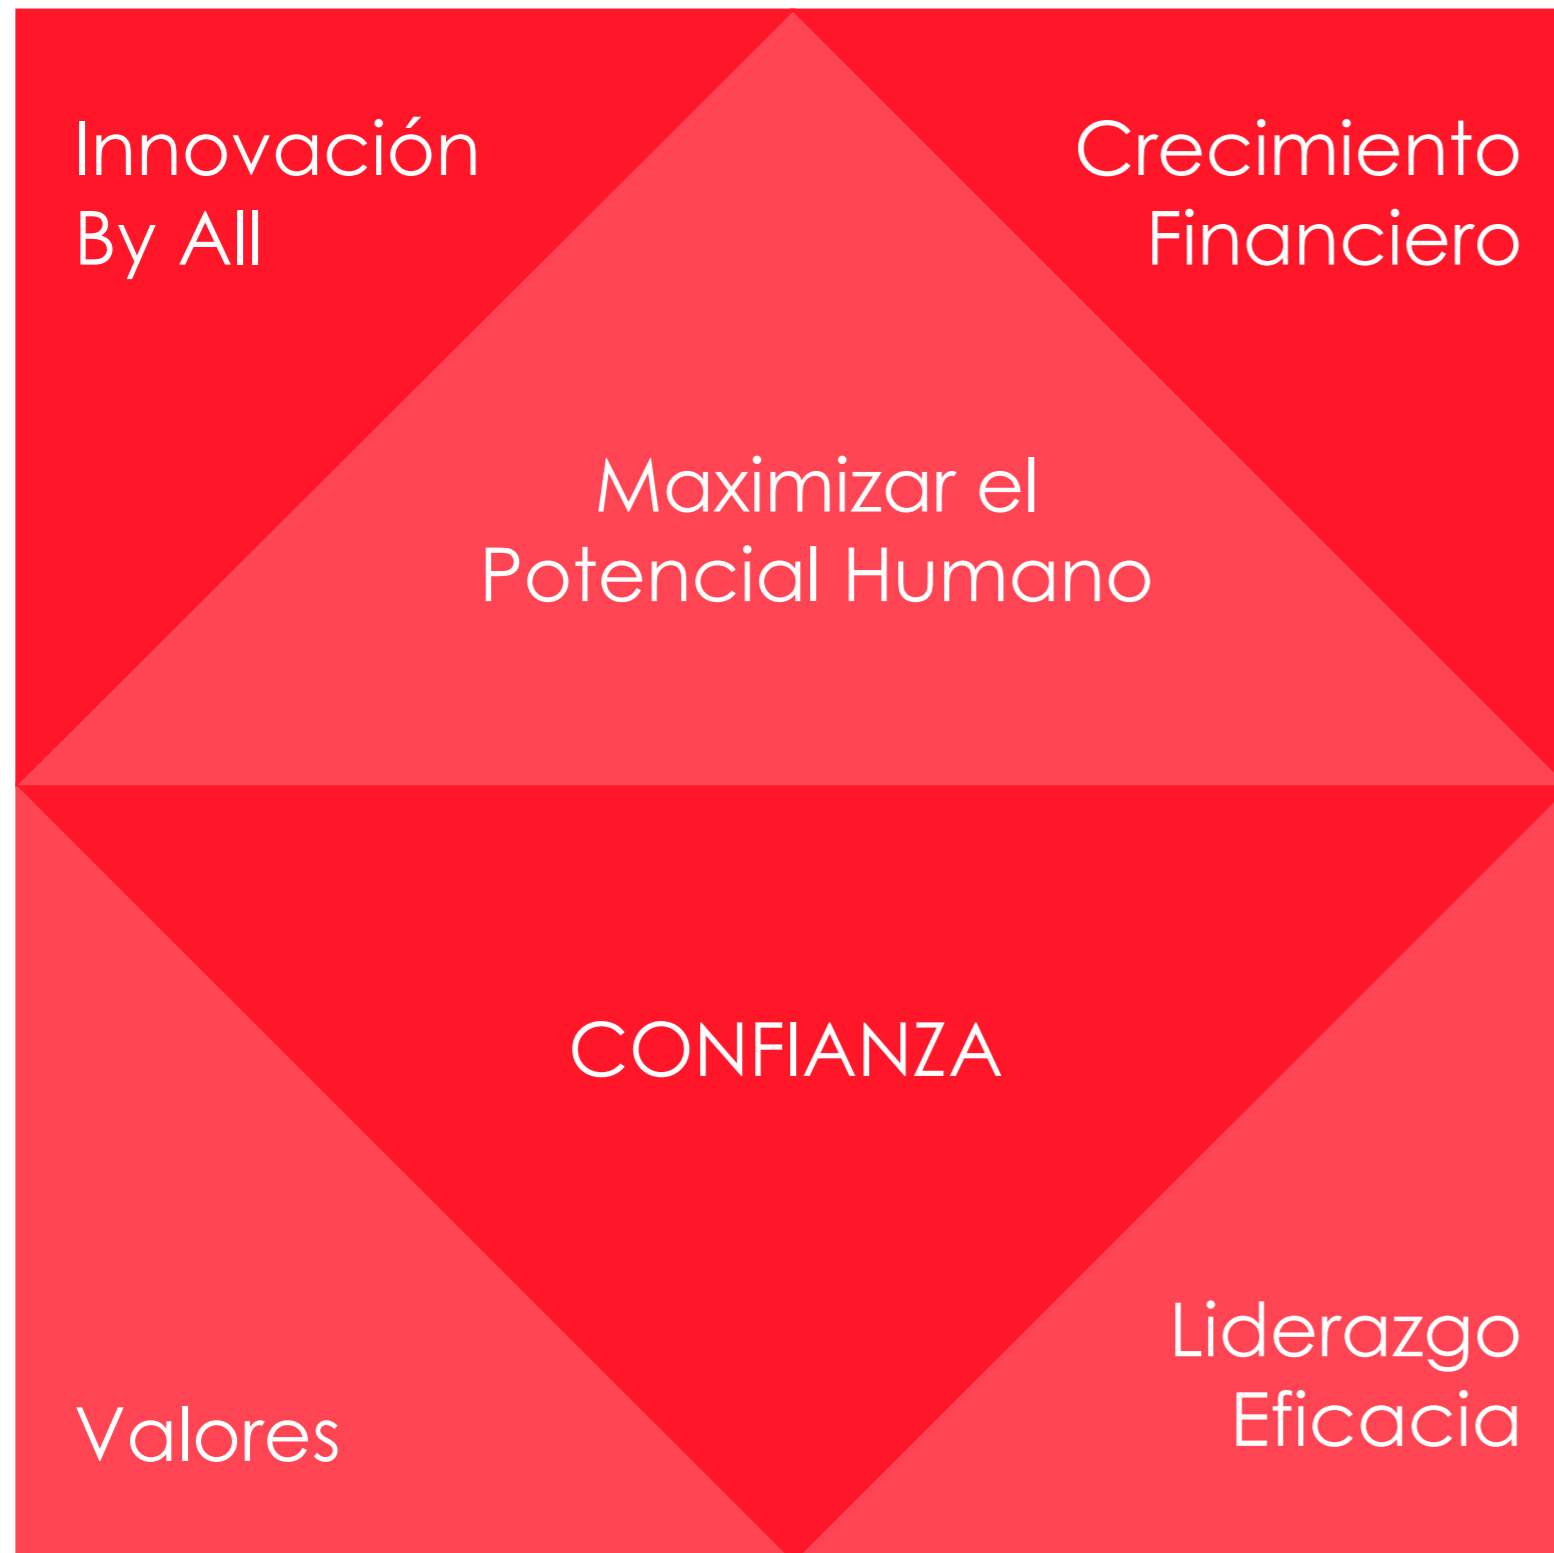 Innovación
By All
Crecimiento
Financiero
Maximizar el
Potencial Humano
CONFIANZA
Valores
Liderazgo
Eficacia